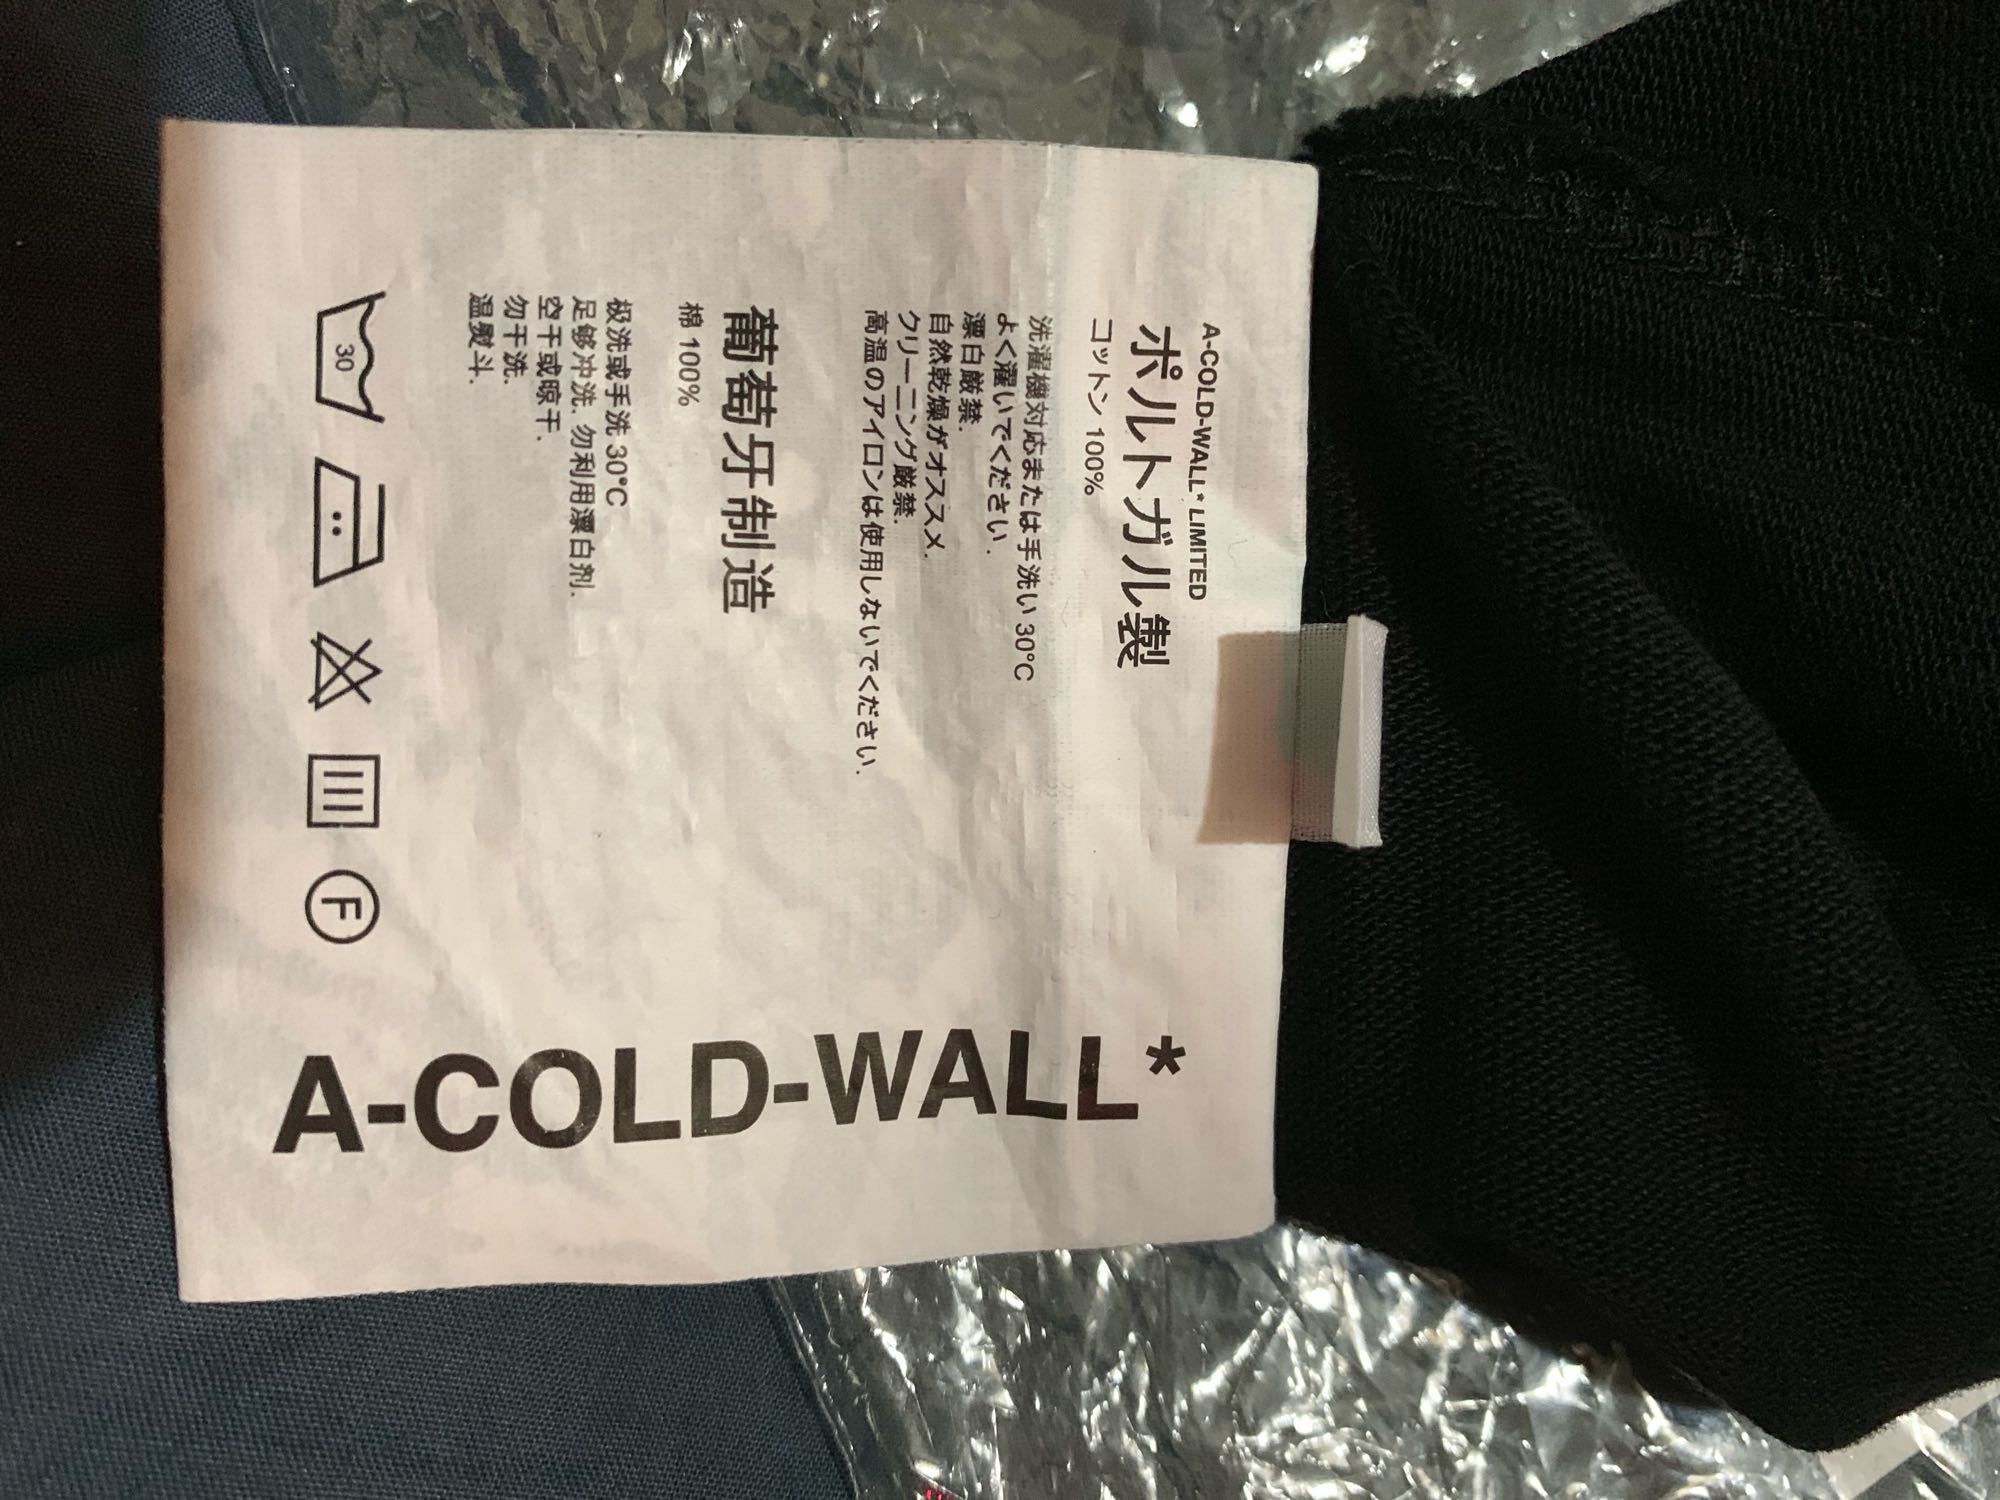 A-COLD-WALL* LIMITED
ポルトガル製
コットン 100%
洗濯機対応または手洗い 30°C
よく濯いでください.
漂白厳禁.
自然乾燥がオススメ.
クリーニング厳禁.
高温のアイロンは使用しないでください.
葡萄牙制造
棉 100%
极洗或手洗 30°C
足够冲洗. 勿利用漂白剂.
空干或晾干.
勿干洗.
温熨斗.
30
F
A-COLD-WALL*